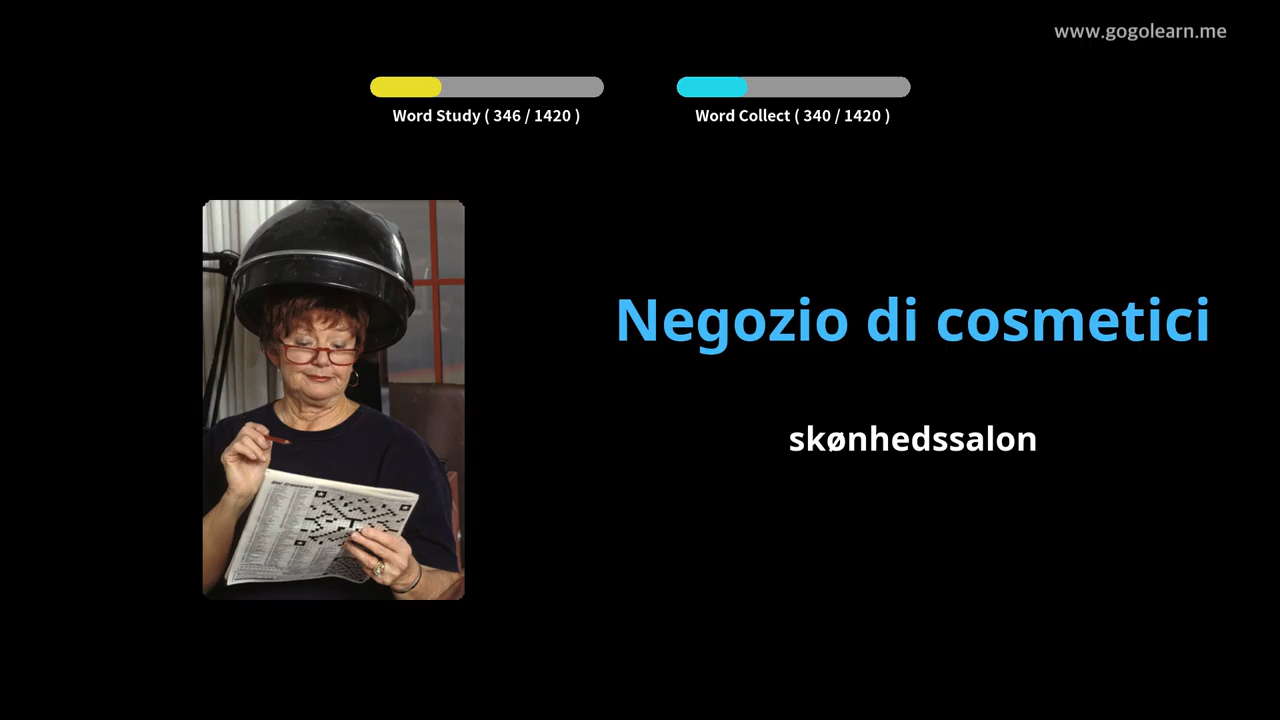 www.gogolearn.me
Word Study ( 346 / 1420 )
Word Collect ( 340 / 1420 )
Negozio di cosmetici
skønhedssalon